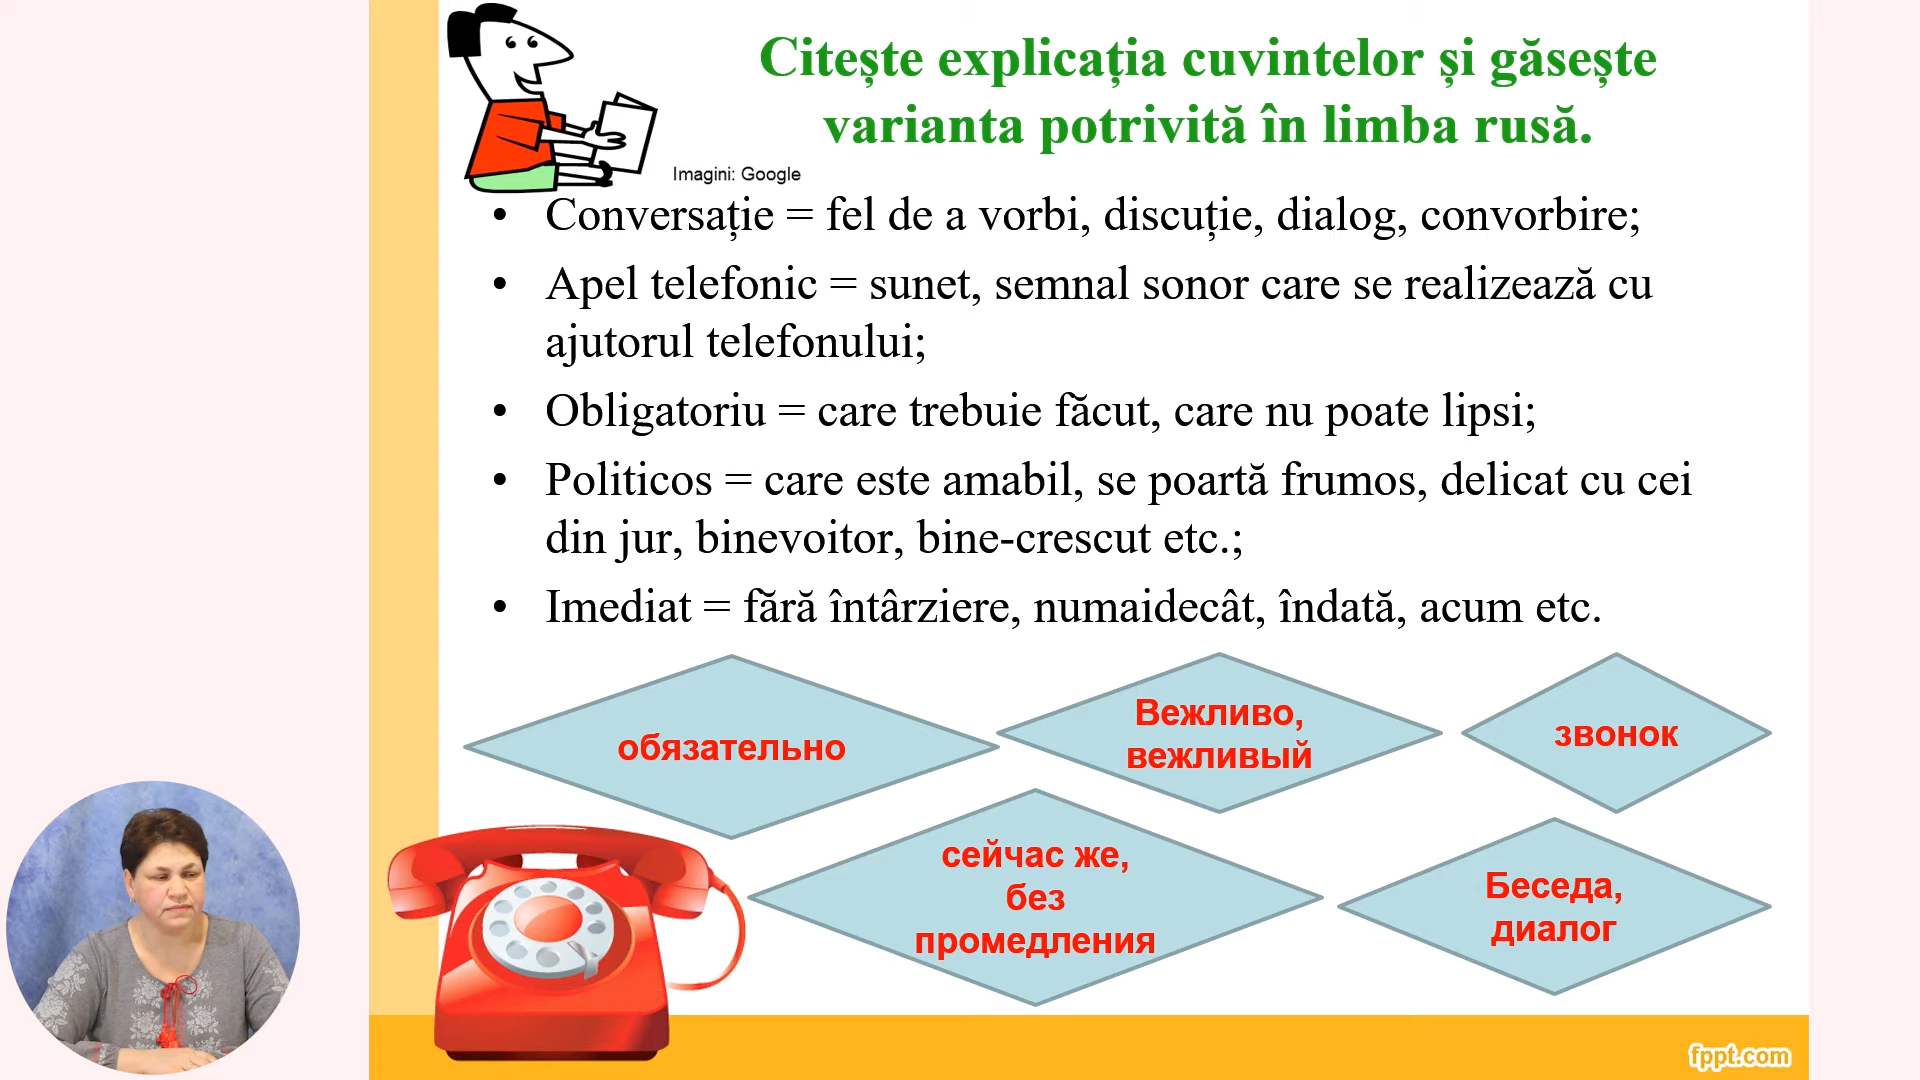 Citește explicația cuvintelor și găsește
varianta potrivită în limba rusă.
Imagini: Google
• Conversație = fel de a vorbi, discuție, dialog, convorbire;
• Apel telefonic = sunet, semnal sonor care se realizează cu
ajutorul telefonului;
• Obligatoriu = care trebuie făcut, care nu poate lipsi;
• Politicos = care este amabil, se poartă frumos, delicat cu cei
din jur, binevoitor, bine-crescut etc.;
• Imediat = fără întârziere, numaidecât, îndată, acum etc.
обязательно
Вежливо,
вежливый
звонок
сейчас же,
без
промедления
Беседа,
диалог
fppt.com